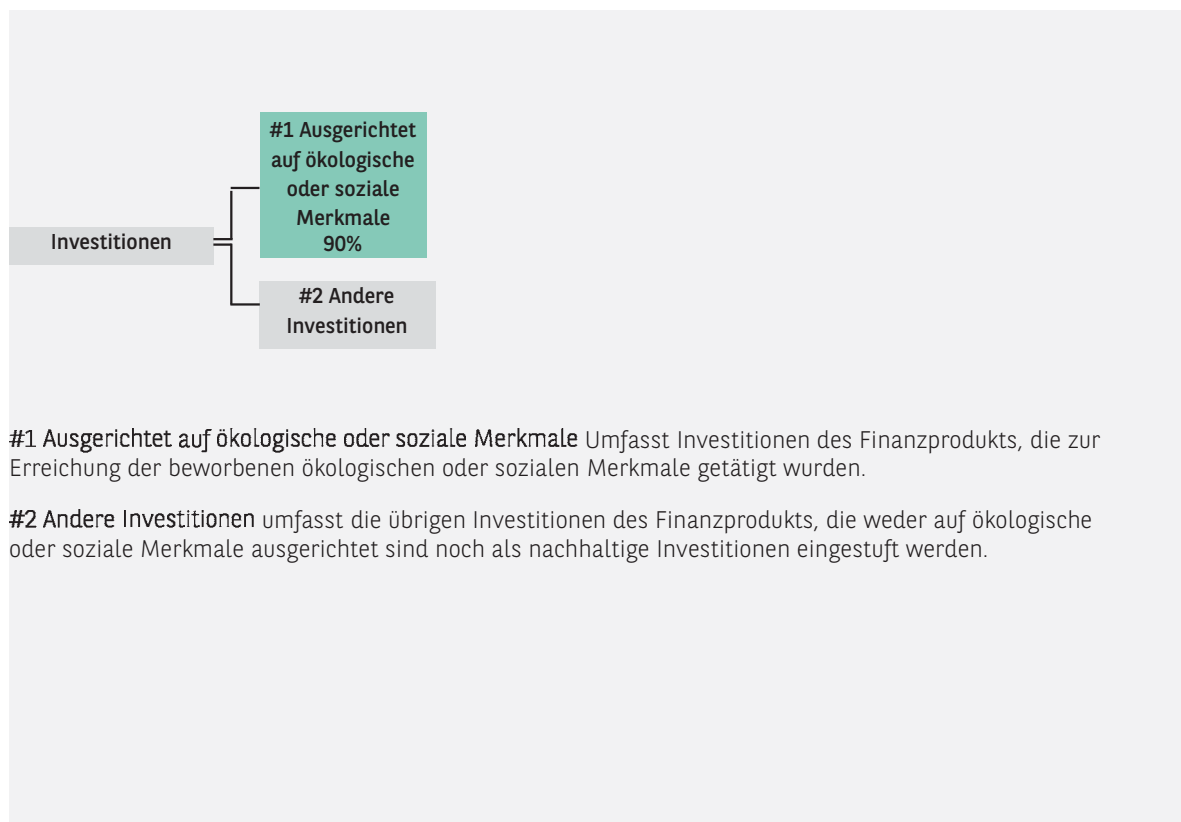 #1 Ausgerichtet
auf ökologische
oder soziale
Merkmale
90%
Investitionen
#2 Andere
Investitionen
#1 Ausgerichtet auf ökologische oder soziale Merkmale Umfasst Investitionen des Finanzprodukts, die zur
Erreichung der beworbenen ökologischen oder sozialen Merkmale getätigt wurden.
#2 Andere Investitionen umfasst die übrigen Investitionen des Finanzprodukts, die weder auf ökologische
oder soziale Merkmale ausgerichtet sind noch als nachhaltige Investitionen eingestuft werden.